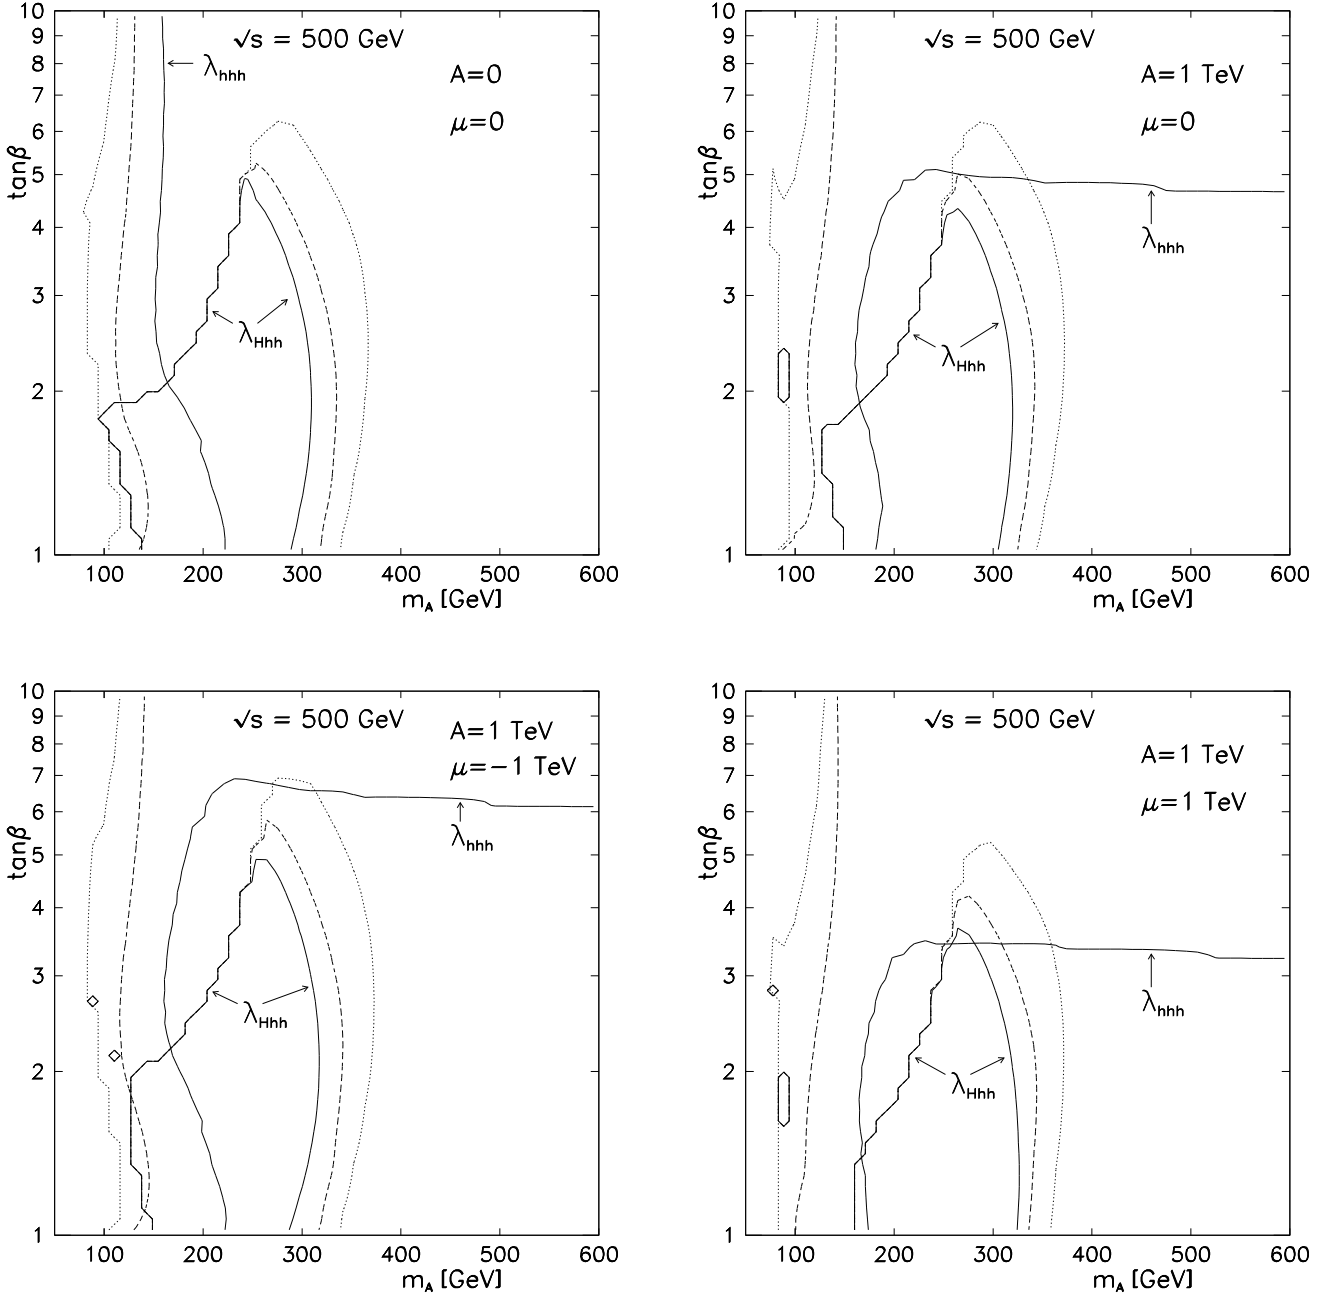 √s = 500 GeV
A=0
μ=0
λhhh
λHhh
tanβ
10
9
8
7
6
5
4
3
2
1
100 200 300 400 500 600
mA [GeV]
√s = 500 GeV
A=1 TeV
μ=0
λhhh
λHhh
tanβ
10
9
8
7
6
5
4
3
2
1
100 200 300 400 500 600
mA [GeV]
√s = 500 GeV
A=1 TeV
μ=−1 TeV
λhhh
λHhh
tanβ
10
9
8
7
6
5
4
3
2
1
100 200 300 400 500 600
mA [GeV]
√s = 500 GeV
A=1 TeV
μ=1 TeV
λhhh
λHhh
tanβ
10
9
8
7
6
5
4
3
2
1
100 200 300 400 500 600
mA [GeV]